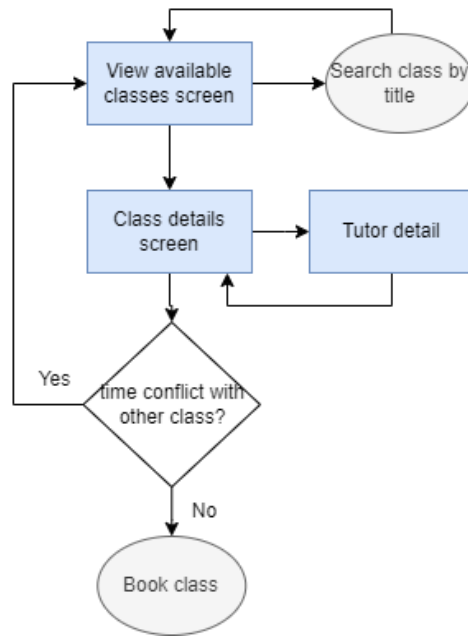 View available
classes screen
Search class by
title
Class details
screen
Tutor detail
Yes
time conflict with
other class?
No
Book class